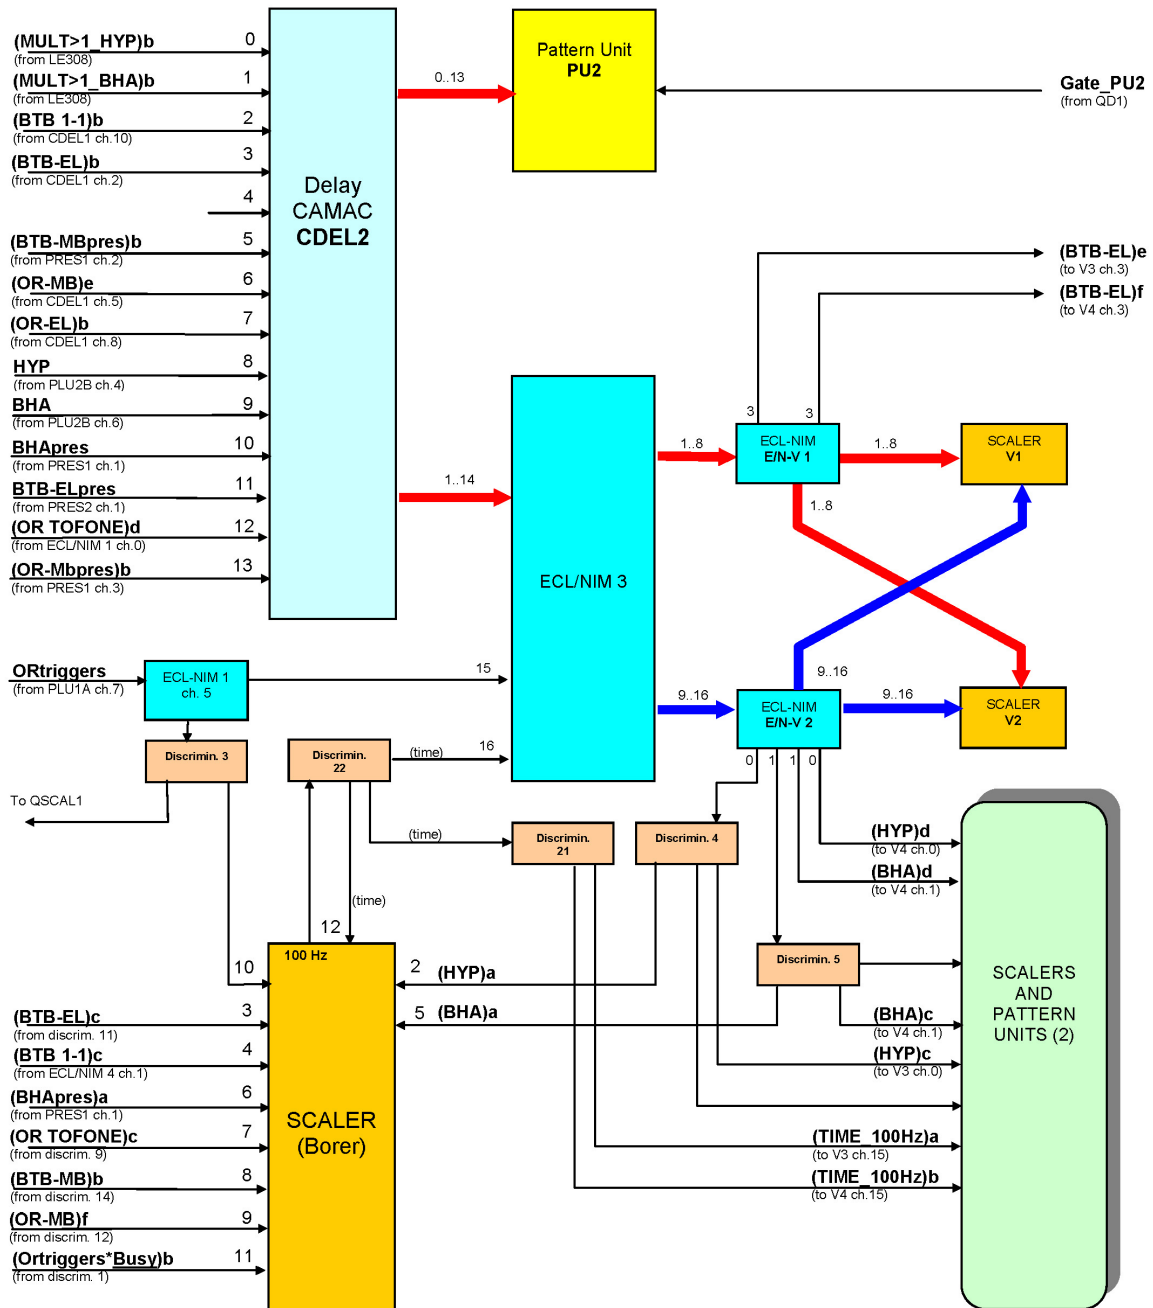 (MULT>1_HYP)b
0
(from LE308)
(MULT>1_BHA)b
1
(from LE308)
(BTB 1-1)b
2
(from CDEL1 ch.10)
(BTB-EL)b
3
(from CDEL1 ch.2)
4
(BTB-MBpres)b
5
(from PRES1 ch.2)
(OR-MB)e
6
(from CDEL1 ch.5)
(OR-EL)b
7
(from CDEL1 ch.8)
HYP
8
(from PLU2B ch.4)
BHA
9
(from PLU2B ch.6)
BHApres
10
(from PRES1 ch.1)
BTB-ELpres
11
(from PRES2 ch.1)
(OR TOFONE)d
12
(from ECL/NIM 1 ch.0)
(OR-Mbpres)b
13
(from PRES1 ch.3)
Delay
CAMAC
CDEL2
0..13
Pattern Unit
PU2
Gate_PU2
(from QD1)
(BTB-EL)e
(to V3 ch.3)
(BTB-EL)f
(to V4 ch.3)
1..14
ECL/NIM 3
3
3
1..8
ECL-NIM
E/N-V 1
1..8
SCALER
V1
1..8
9..16
9..16
ECL-NIM
E/N-V 2
9..16
SCALER
V2
0
1
1
0
ORtriggers
(from PLU1A ch.7)
ECL-NIM 1
ch. 5
15
Discrimin. 3
Discrimin.
22
(time)
16
To QSCAL1
(time)
Discrimin.
21
Discrimin. 4
(HYP)d
(to V4 ch.0)
(BHA)d
(to V4 ch.1)
(time)
12
100 Hz
10
2
(HYP)a
5
(BHA)a
Discrimin. 5
(BHA)c
(to V4 ch.1)
(HYP)c
(to V3 ch.0)
(TIME_100Hz)a
(to V3 ch.15)
(TIME_100Hz)b
(to V4 ch.15)
SCALERS
AND
PATTERN
UNITS (2)
(BTB-EL)c
3
(from discrim. 11)
(BTB 1-1)c
4
(from ECL/NIM 4 ch.1)
(BHApres)a
6
(from PRES1 ch.1)
(OR TOFONE)c
7
(from discrim. 9)
(BTB-MB)b
8
(from discrim. 14)
(OR-MB)f
9
(from discrim. 12)
(Ortriggers*Busy)b
11
(from discrim. 1)
SCALER
(Borer)